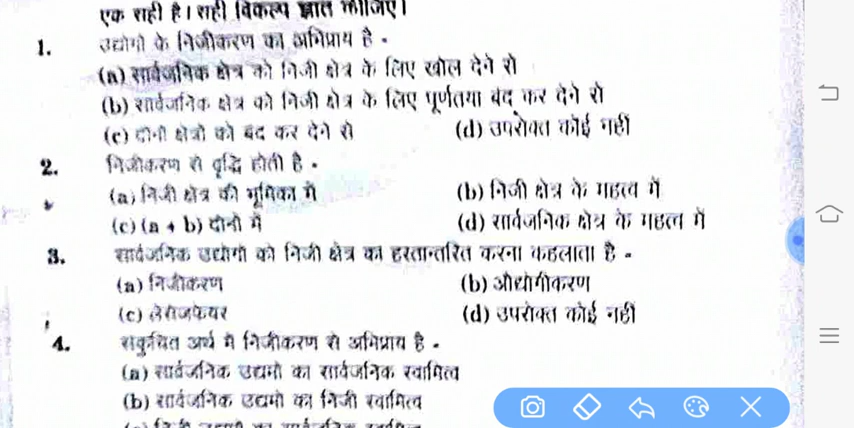 एक सही है। सही विकल्प ज्ञात कीजिए।
1. उद्योगों के निजीकरण का अभिप्राय है -
(a) सार्वजनिक क्षेत्र को निजी क्षेत्र के लिए खोल देने से
(b) सार्वजनिक क्षेत्र को निजी क्षेत्र के लिए पूर्णतया बंद कर देने से
(c) दोनों क्षेत्रों को बंद कर देने से (d) उपरोक्त कोई नहीं
2. निजीकरण से वृद्धि होती है -
(a) निजी क्षेत्र की भूमिका में (b) निजी क्षेत्र के महत्व में
(c) (a + b) दोनों में (d) सार्वजनिक क्षेत्र के महत्व में
3. सार्वजनिक उद्योगों को निजी क्षेत्र का हस्तान्तरित करना कहलाता है -
(a) निजीकरण (b) औद्योगीकरण
(c) लेसेजफेयर (d) उपरोक्त कोई नहीं
4. संकुचित अर्थ में निजीकरण से अभिप्राय है -
(a) सार्वजनिक उद्यमों का सार्वजनिक स्वामित्व
(b) सार्वजनिक उद्यमों का निजी स्वामित्व